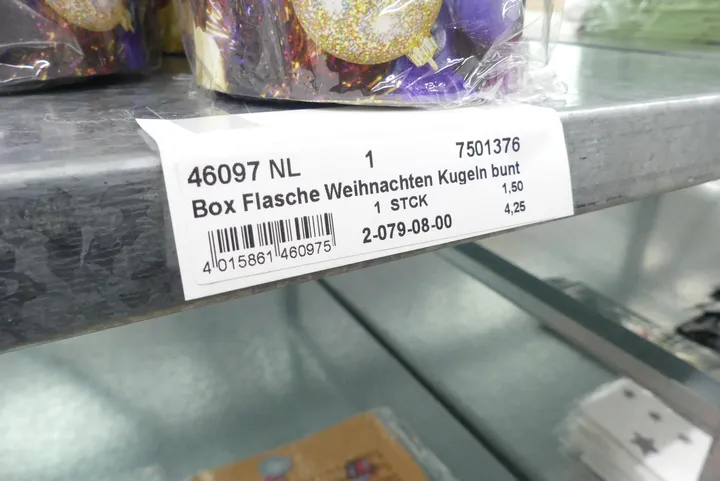 46097 NL 1 7501376
Box Flasche Weihnachten Kugeln bunt
1 STCK 1,50
2-079-08-00 4,25
4 015861 460975